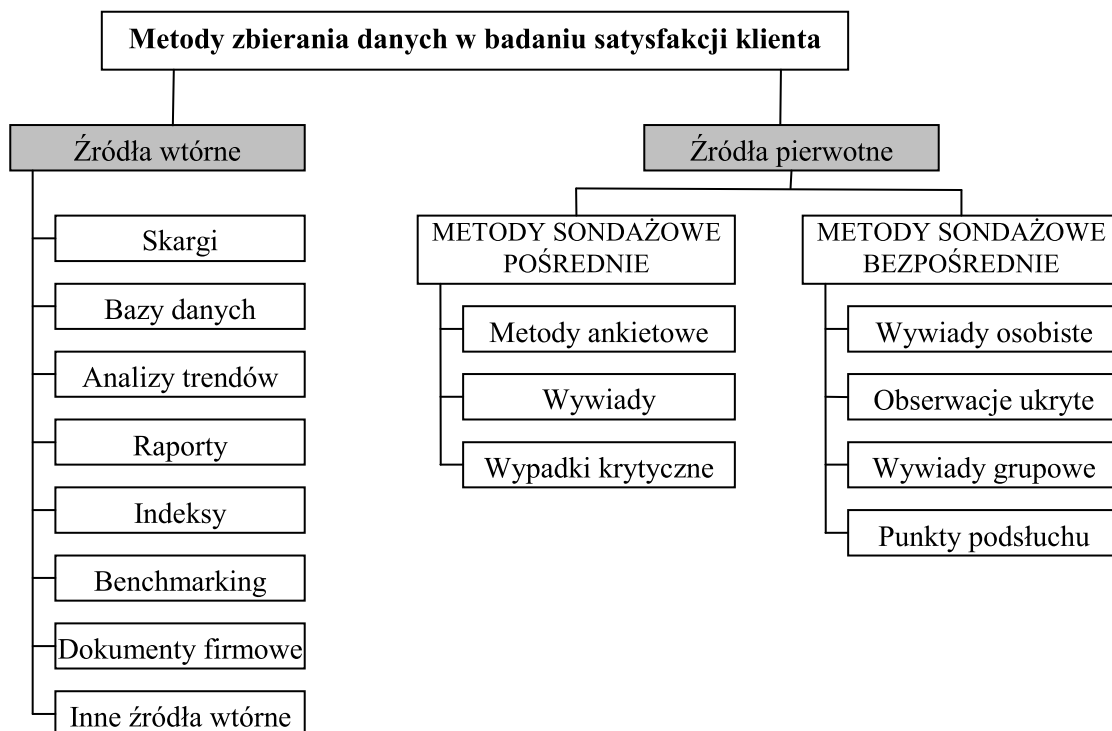 Metody zbierania danych w badaniu satysfakcji klienta
Źródła wtórne
Skargi
Bazy danych
Analizy trendów
Raporty
Indeksy
Benchmarking
Dokumenty firmowe
Inne źródła wtórne
Źródła pierwotne
METODY SONDAŻOWE
POŚREDNIE
Metody ankietowe
Wywiady
Wypadki krytyczne
METODY SONDAŻOWE
BEZPOŚREDNIE
Wywiady osobiste
Obserwacje ukryte
Wywiady grupowe
Punkty podsłuchu